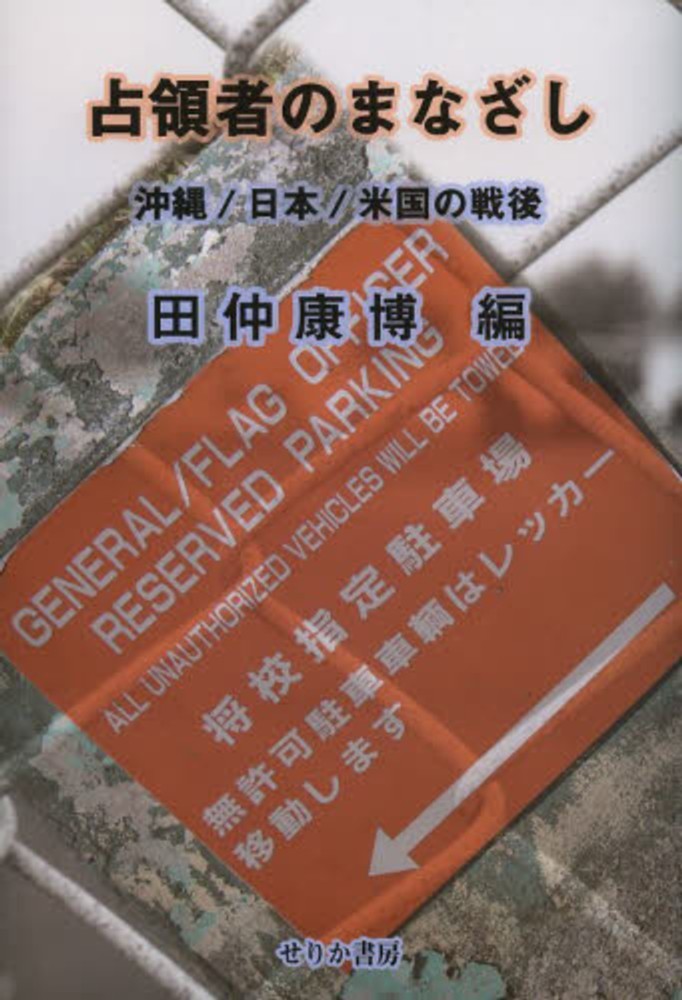 占領者のまなざし
沖縄/日本/米国の戦後
田仲康博 編
GENERAL/FLAG OFFICER
RESERVED PARKING
ALL UNAUTHORIZED VEHICLES WILL BE TOWED
将校指定駐車場
無許可駐車車輌はレッカー
移動します
せりか書房